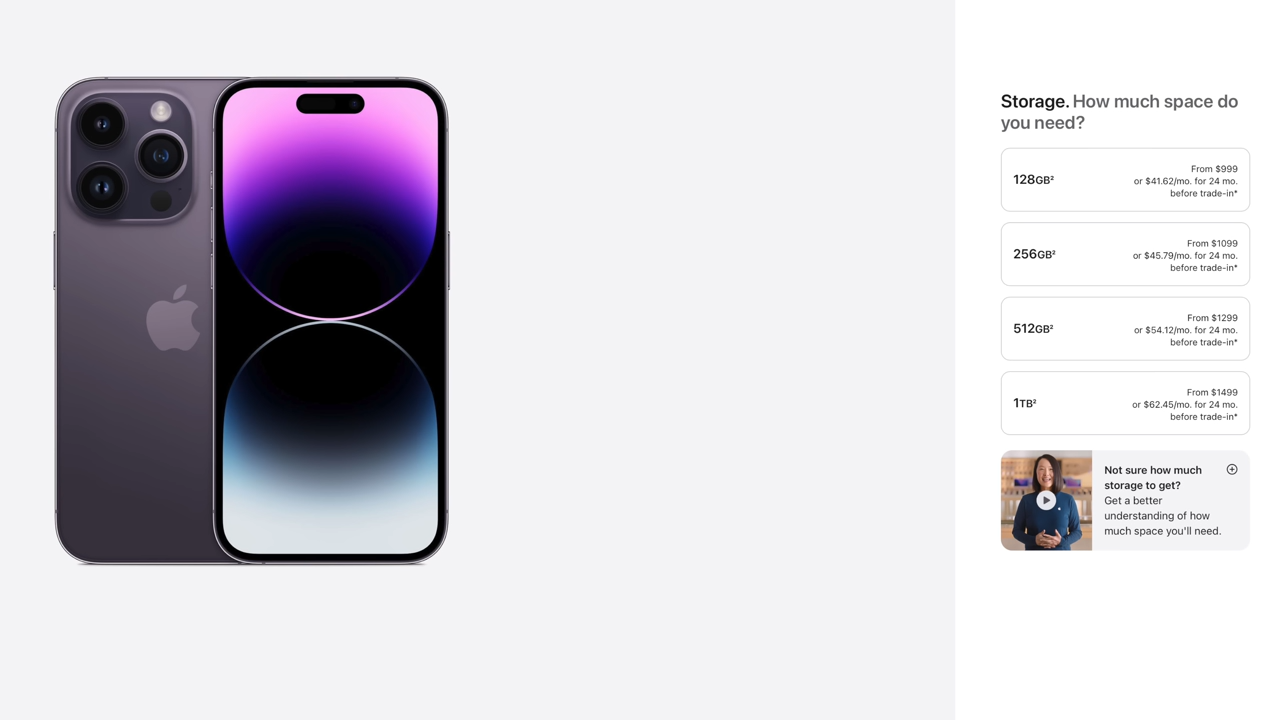 Storage. How much space do
you need?
128GB²
From $999
or $41.62/mo. for 24 mo.
before trade-in*
256GB²
From $1099
or $45.79/mo. for 24 mo.
before trade-in*
512GB²
From $1299
or $54.12/mo. for 24 mo.
before trade-in*
1TB²
From $1499
or $62.45/mo. for 24 mo.
before trade-in*
Not sure how much
storage to get?
Get a better
understanding of how
much space you'll need.